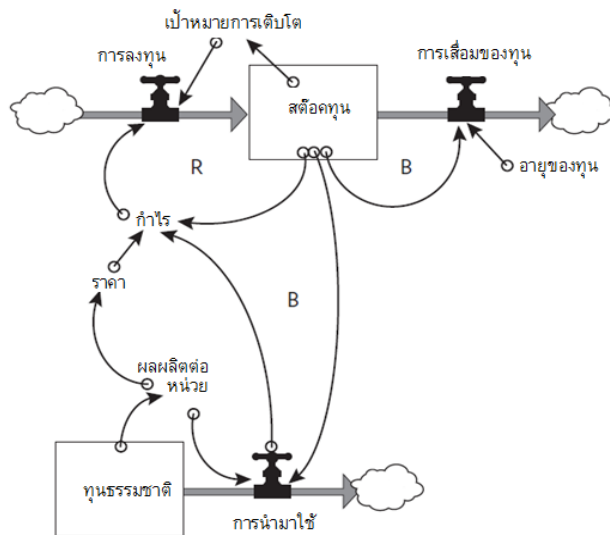 เป้าหมายการเติบโต
การลงทุน
การเสื่อมของทุน
สต๊อคทุน
R
B
อายุของทุน
กำไร
ราคา
B
ผลผลิตต่อ
หน่วย
ทุนธรรมชาติ
การนำมาใช้